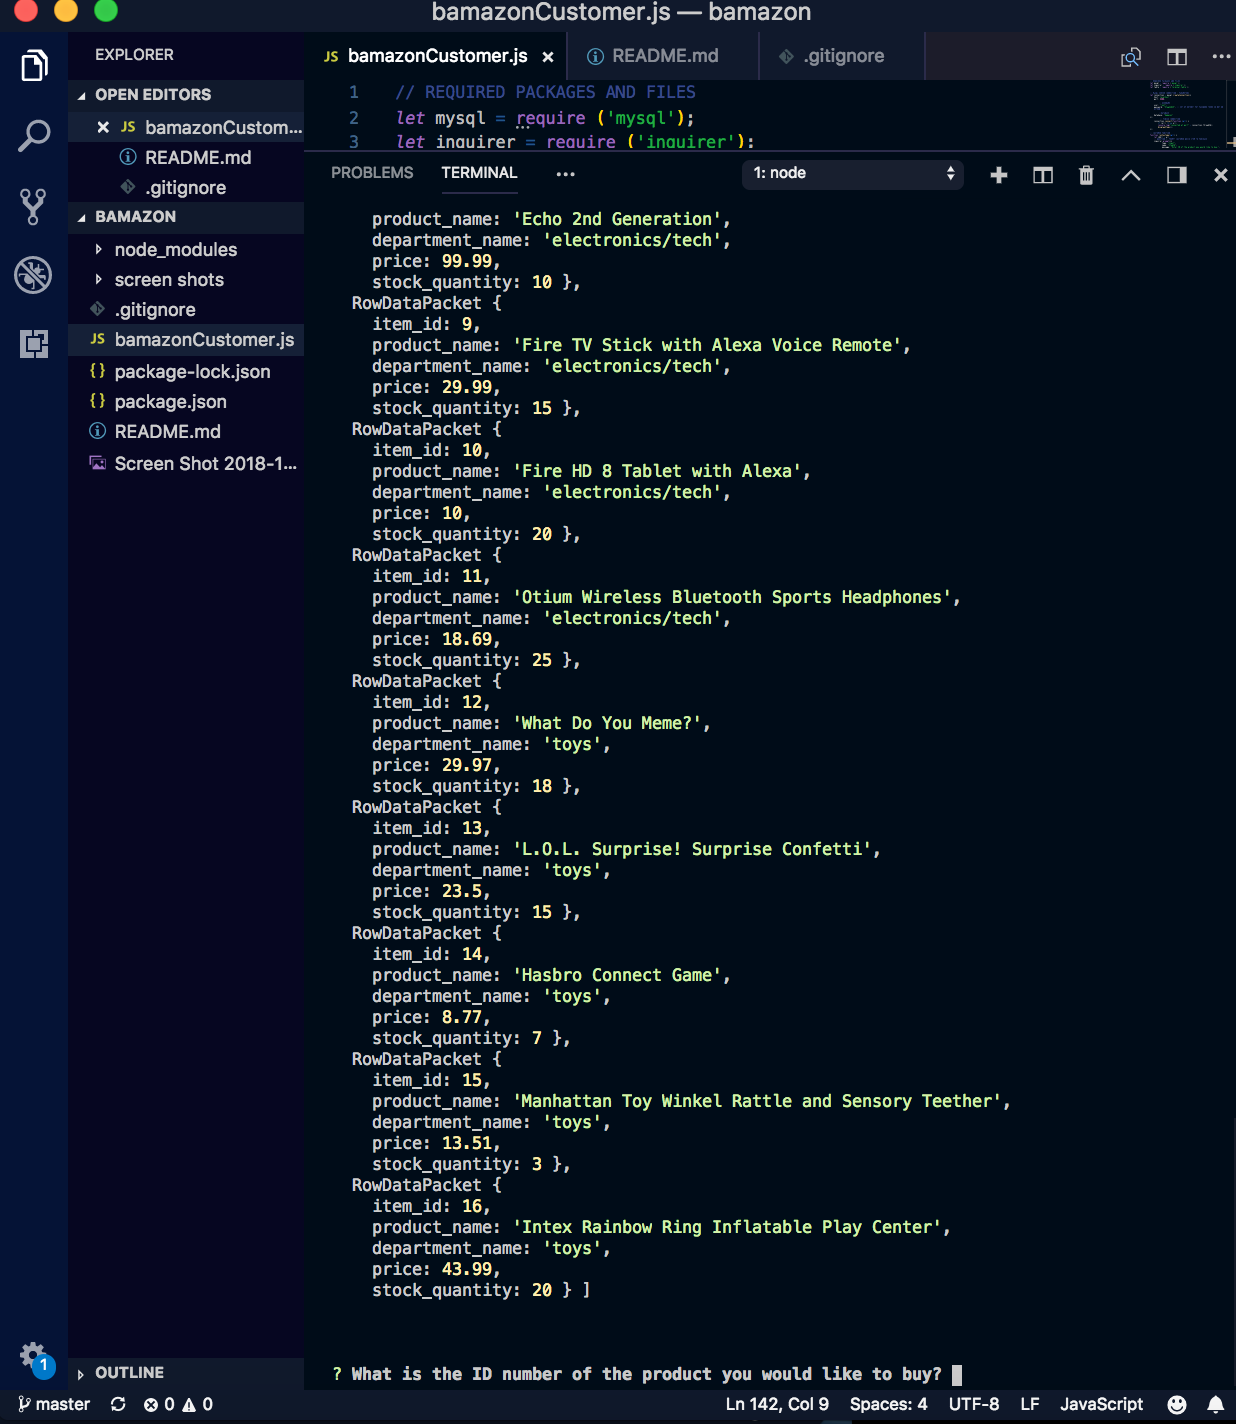 bamazonCustomer.js — bamazon
EXPLORER
OPEN EDITORS
JS bamazonCustom...
README.md
.gitignore
BAMAZON
node_modules
screen shots
.gitignore
JS bamazonCustomer.js
{} package-lock.json
{} package.json
README.md
Screen Shot 2018-1...
OUTLINE
1
JS bamazonCustomer.js
README.md
.gitignore
1 // REQUIRED PACKAGES AND FILES
2 let mysql = require ('mysql');
3 let inquirer = require ('inquirer');
PROBLEMS TERMINAL ... 1: node
product_name: 'Echo 2nd Generation',
department_name: 'electronics/tech',
price: 99.99,
stock_quantity: 10 },
RowDataPacket {
item_id: 9,
product_name: 'Fire TV Stick with Alexa Voice Remote',
department_name: 'electronics/tech',
price: 29.99,
stock_quantity: 15 },
RowDataPacket {
item_id: 10,
product_name: 'Fire HD 8 Tablet with Alexa',
department_name: 'electronics/tech',
price: 10,
stock_quantity: 20 },
RowDataPacket {
item_id: 11,
product_name: 'Otium Wireless Bluetooth Sports Headphones',
department_name: 'electronics/tech',
price: 18.69,
stock_quantity: 25 },
RowDataPacket {
item_id: 12,
product_name: 'What Do You Meme?',
department_name: 'toys',
price: 29.97,
stock_quantity: 18 },
RowDataPacket {
item_id: 13,
product_name: 'L.O.L. Surprise! Surprise Confetti',
department_name: 'toys',
price: 23.5,
stock_quantity: 15 },
RowDataPacket {
item_id: 14,
product_name: 'Hasbro Connect Game',
department_name: 'toys',
price: 8.77,
stock_quantity: 7 },
RowDataPacket {
item_id: 15,
product_name: 'Manhattan Toy Winkel Rattle and Sensory Teether',
department_name: 'toys',
price: 13.51,
stock_quantity: 3 },
RowDataPacket {
item_id: 16,
product_name: 'Intex Rainbow Ring Inflatable Play Center',
department_name: 'toys',
price: 43.99,
stock_quantity: 20 } ]
? What is the ID number of the product you would like to buy?
master 0 0 Ln 142, Col 9 Spaces: 4 UTF-8 LF JavaScript